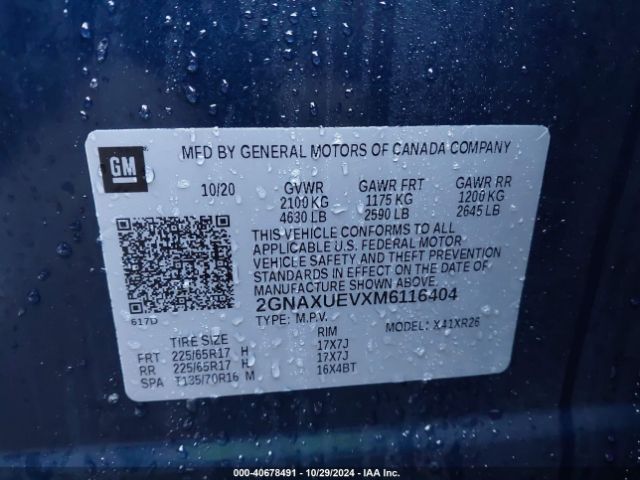 GM
MFD BY GENERAL MOTORS OF CANADA COMPANY
10/20 GVWR GAWR FRT GAWR RR
2100 KG 1175 KG 1200 KG
4630 LB 2590 LB 2645 LB
THIS VEHICLE CONFORMS TO ALL
APPLICABLE U.S. FEDERAL MOTOR
VEHICLE SAFETY AND THEFT PREVENTION
STANDARDS IN EFFECT ON THE DATE OF
MANUFACTURE SHOWN ABOVE.
2GNAXUEVXM6116404
617D
TYPE: M.P.V. MODEL: X41XR26
TIRE SIZE RIM
FRT 225/65R17 H 17X7J
RR 225/65R17 H 17X7J
SPA T135/70R16 M 16X4BT
000-40678491 - 10/29/2024 - IAA Inc.